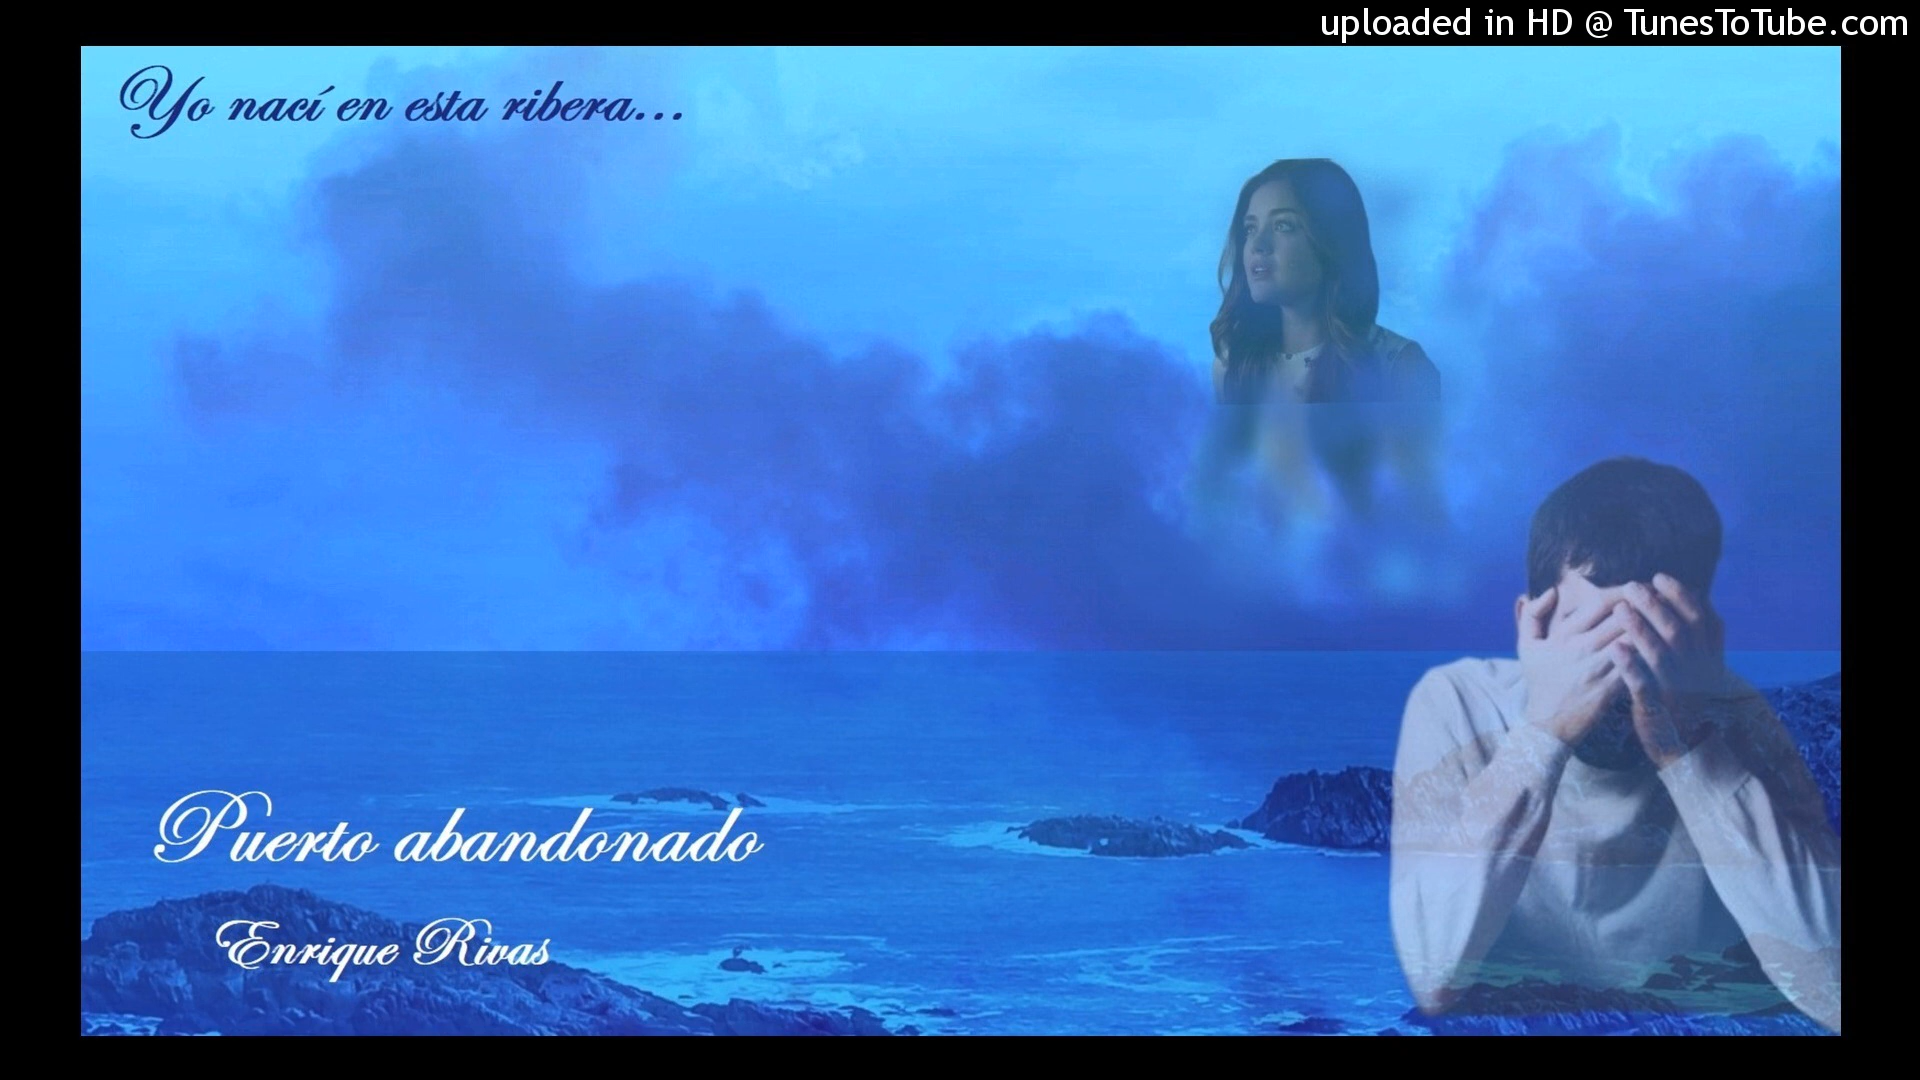 uploaded in HD @ TunesToTube.com
Yo nací en esta ribera...
Puerto abandonado
Enrique Rivas